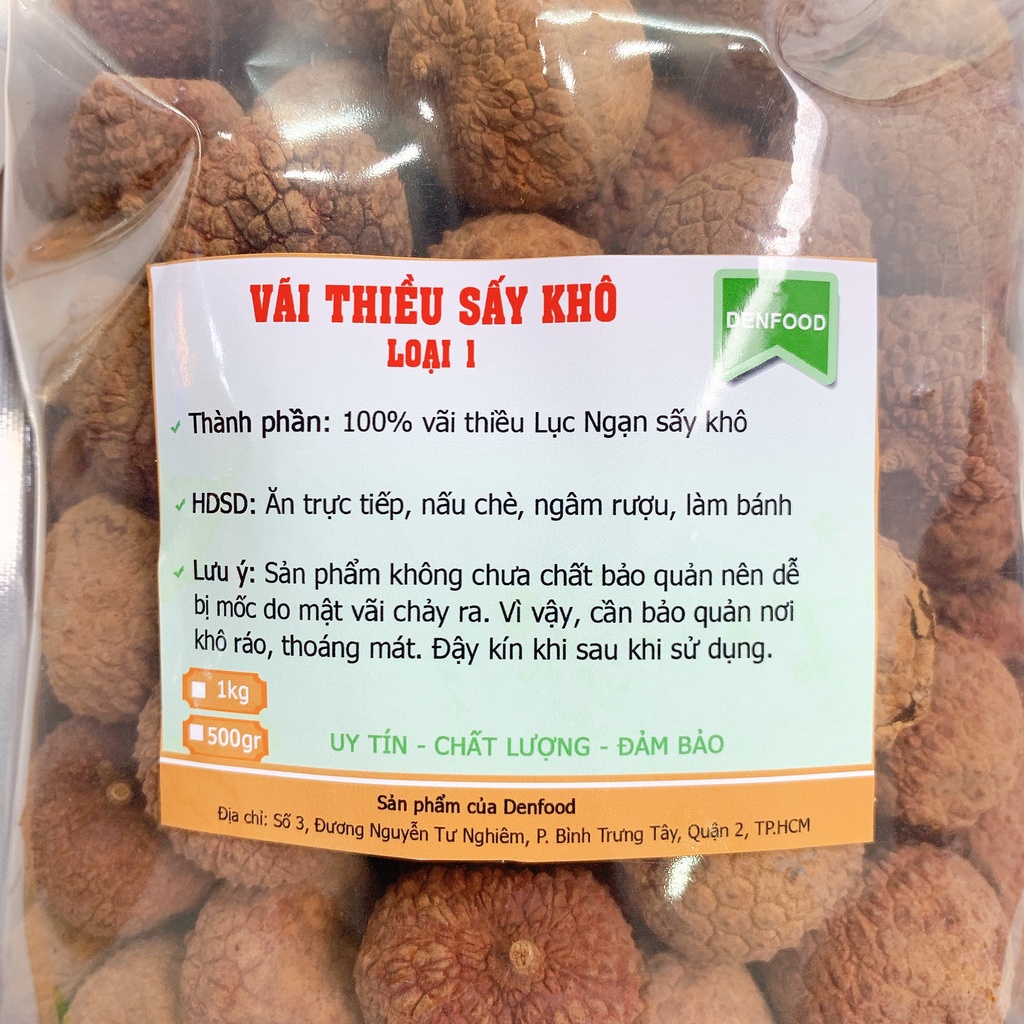 VÃI THIỀU SẤY KHÔ
LOẠI 1
DENFOOD
Thành phần: 100% vãi thiều Lục Ngạn sấy khô
HDSD: Ăn trực tiếp, nấu chè, ngâm rượu, làm bánh
Lưu ý: Sản phẩm không chưa chất bảo quản nên dễ
bị mốc do mật vãi chảy ra. Vì vậy, cần bảo quản nơi
khô ráo, thoáng mát. Đậy kín khi sau khi sử dụng.
1kg
500gr
UY TÍN - CHẤT LƯỢNG - ĐẢM BẢO
Sản phẩm của Denfood
Địa chỉ: Số 3, Đương Nguyễn Tư Nghiêm, P. Bình Trưng Tây, Quận 2, TP.HCM